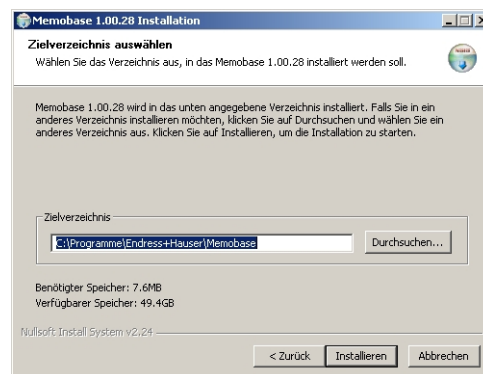 Memobase 1.00.28 Installation
Zielverzeichnis auswählen
Wählen Sie das Verzeichnis aus, in das Memobase 1.00.28 installiert werden soll.
Memobase 1.00.28 wird in das unten angegebene Verzeichnis installiert. Falls Sie in ein
anderes Verzeichnis installieren möchten, klicken Sie auf Durchsuchen und wählen Sie ein
anderes Verzeichnis aus. Klicken Sie auf Installieren, um die Installation zu starten.
Zielverzeichnis
C:\Programme\Endress+Hauser\Memobase
Durchsuchen...
Benötigter Speicher: 7.6MB
Verfügbarer Speicher: 49.4GB
Nullsoft Install System v2.24
< Zurück
Installieren
Abbrechen